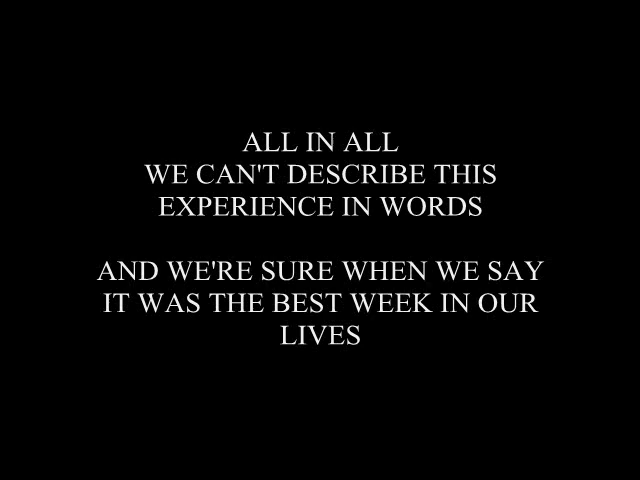 ALL IN ALL
WE CAN'T DESCRIBE THIS
EXPERIENCE IN WORDS
AND WE'RE SURE WHEN WE SAY
IT WAS THE BEST WEEK IN OUR
LIVES